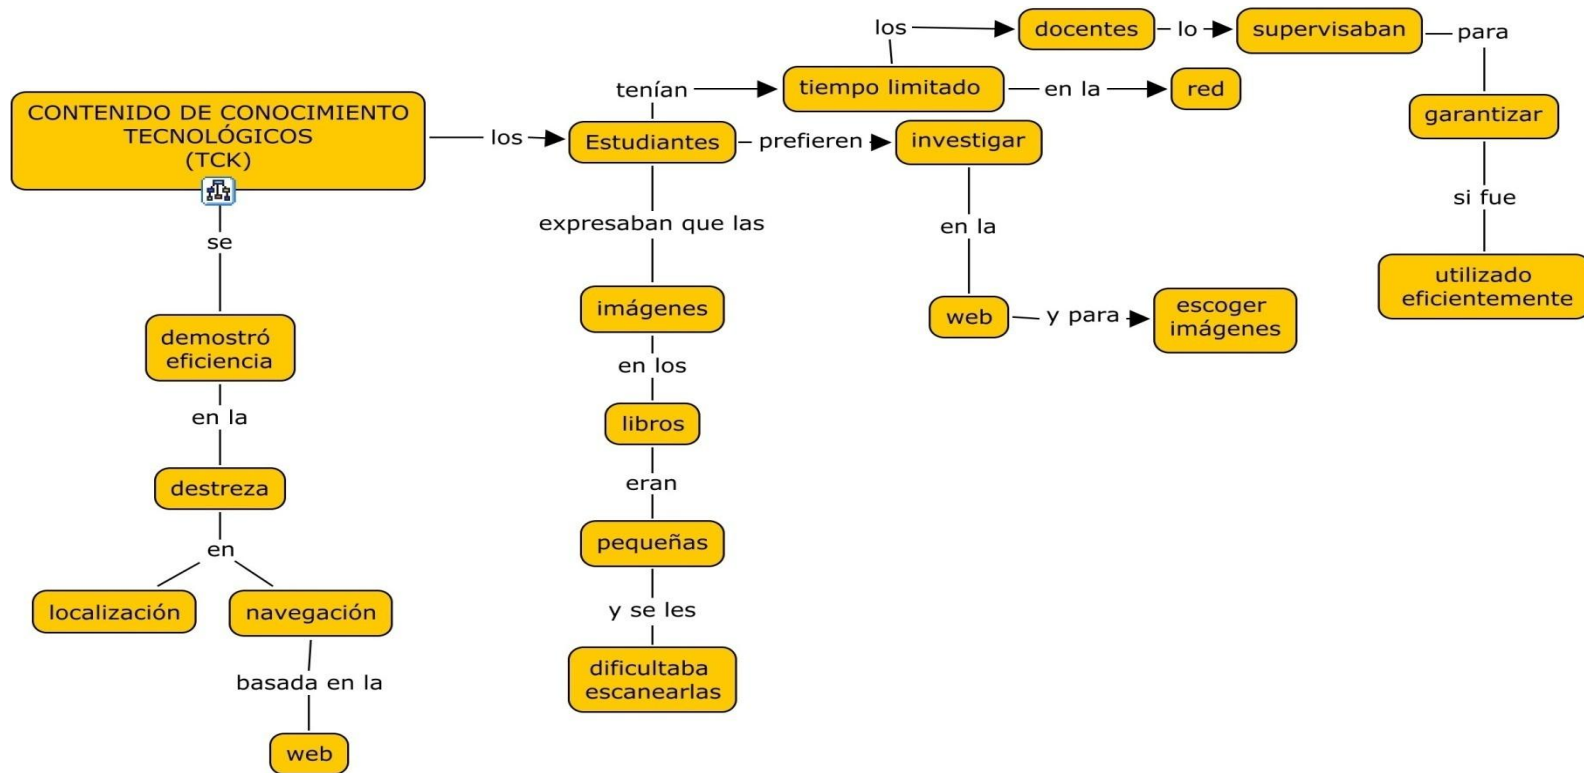 CONTENIDO DE CONOCIMIENTO
TECNOLÓGICOS
(TCK)
se
demostró
eficiencia
en la
destreza
en
localización
navegación
basada en la
web
los
Estudiantes
expresaban que las
imágenes
en los
libros
eran
pequeñas
y se les
dificultaba
escanearlas
tenían
tiempo limitado
en la
red
los
docentes
lo
supervisaban
para
garantizar
si fue
utilizado
eficientemente
prefieren
investigar
en la
web
y para
escoger
imágenes